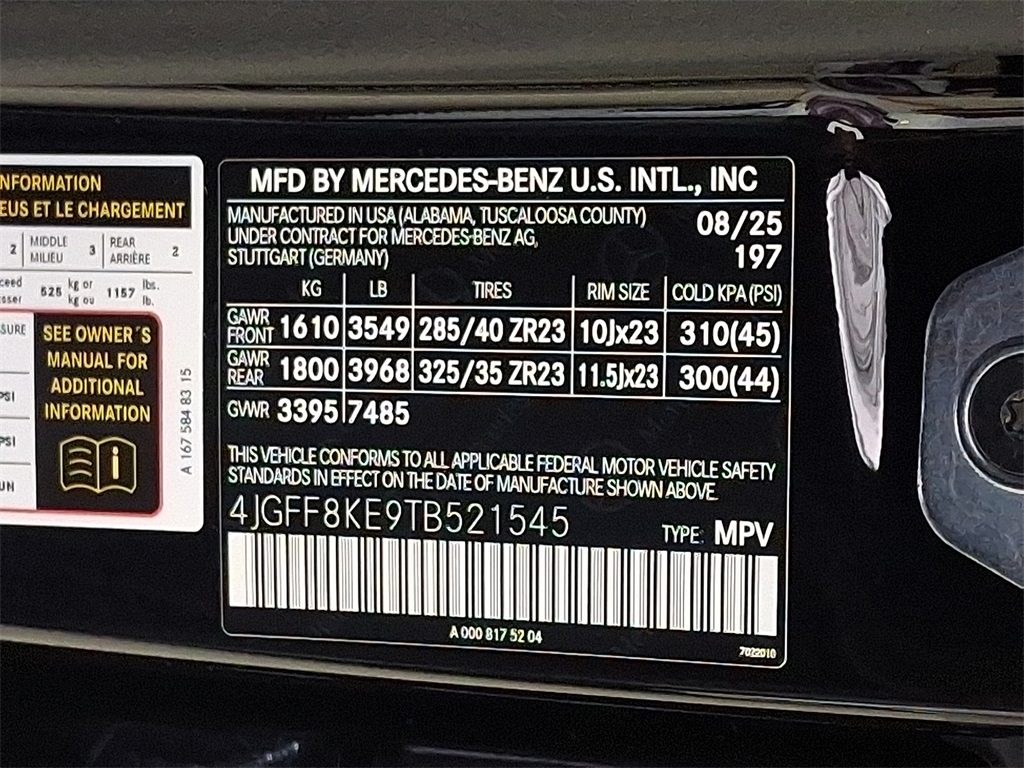 NFORMATION
EUS ET LE CHARGEMENT
2 MIDDLE MILIEU 3 REAR ARRIÈRE 2
525 kg or kg ou 1157 lbs. lb.
SEE OWNER´S
MANUAL FOR
ADDITIONAL
INFORMATION
PSI
PSI
A 167 584 83 15
MFD BY MERCEDES-BENZ U.S. INTL., INC
MANUFACTURED IN USA (ALABAMA, TUSCALOOSA COUNTY)
UNDER CONTRACT FOR MERCEDES-BENZ AG,
STUTTGART (GERMANY)
08/25
197
KG LB TIRES RIM SIZE COLD KPA (PSI)
GAWR FRONT 1610 3549 285/40 ZR23 10Jx23 310(45)
GAWR REAR 1800 3968 325/35 ZR23 11.5Jx23 300(44)
GVWR 3395 7485
THIS VEHICLE CONFORMS TO ALL APPLICABLE FEDERAL MOTOR VEHICLE SAFETY
STANDARDS IN EFFECT ON THE DATE OF MANUFACTURE SHOWN ABOVE.
4JGFF8KE9TB521545
TYPE: MPV
A 000 817 52 04
7022010